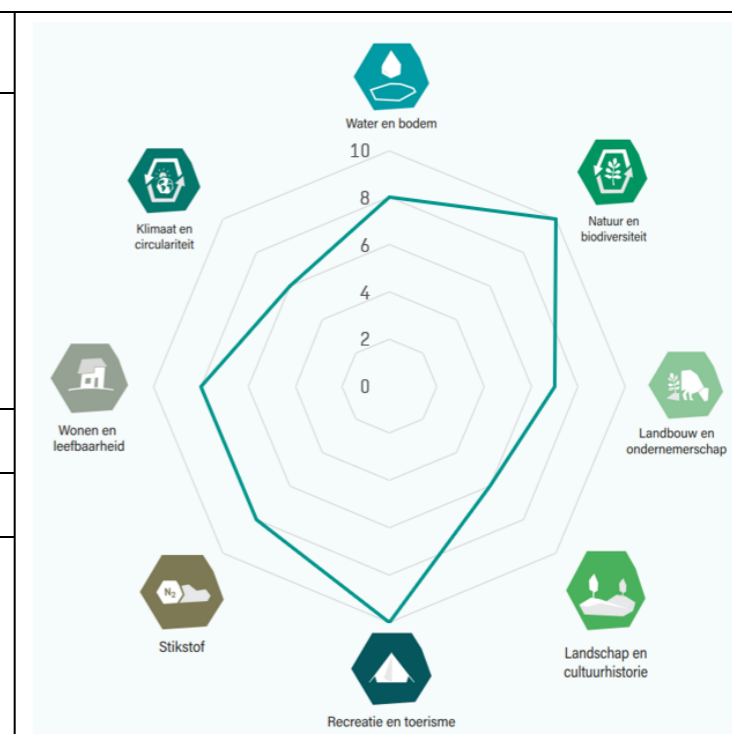 Water en bodem
10
8
6
4
2
0
Natuur en
biodiversiteit
Landbouw en
ondernemerschap
Landschap en
cultuurhistorie
Recreatie en toerisme
N₂
Stikstof
Wonen en
leefbaarheid
Klimaat en
circulariteit